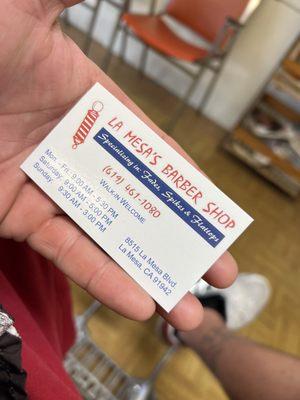 LA MESA'S BARBER SHOP
Specializing in: Fades, Spikes & Flattops
(619) 461-1080
WALK-IN WELCOME
Mon - Fri 9:00 AM - 5:30 PM
Saturday: 9:00 AM - 5:00 PM
Sunday: 9:30 AM - 3:00 PM
8515 La Mesa Blvd
La Mesa, CA 91942